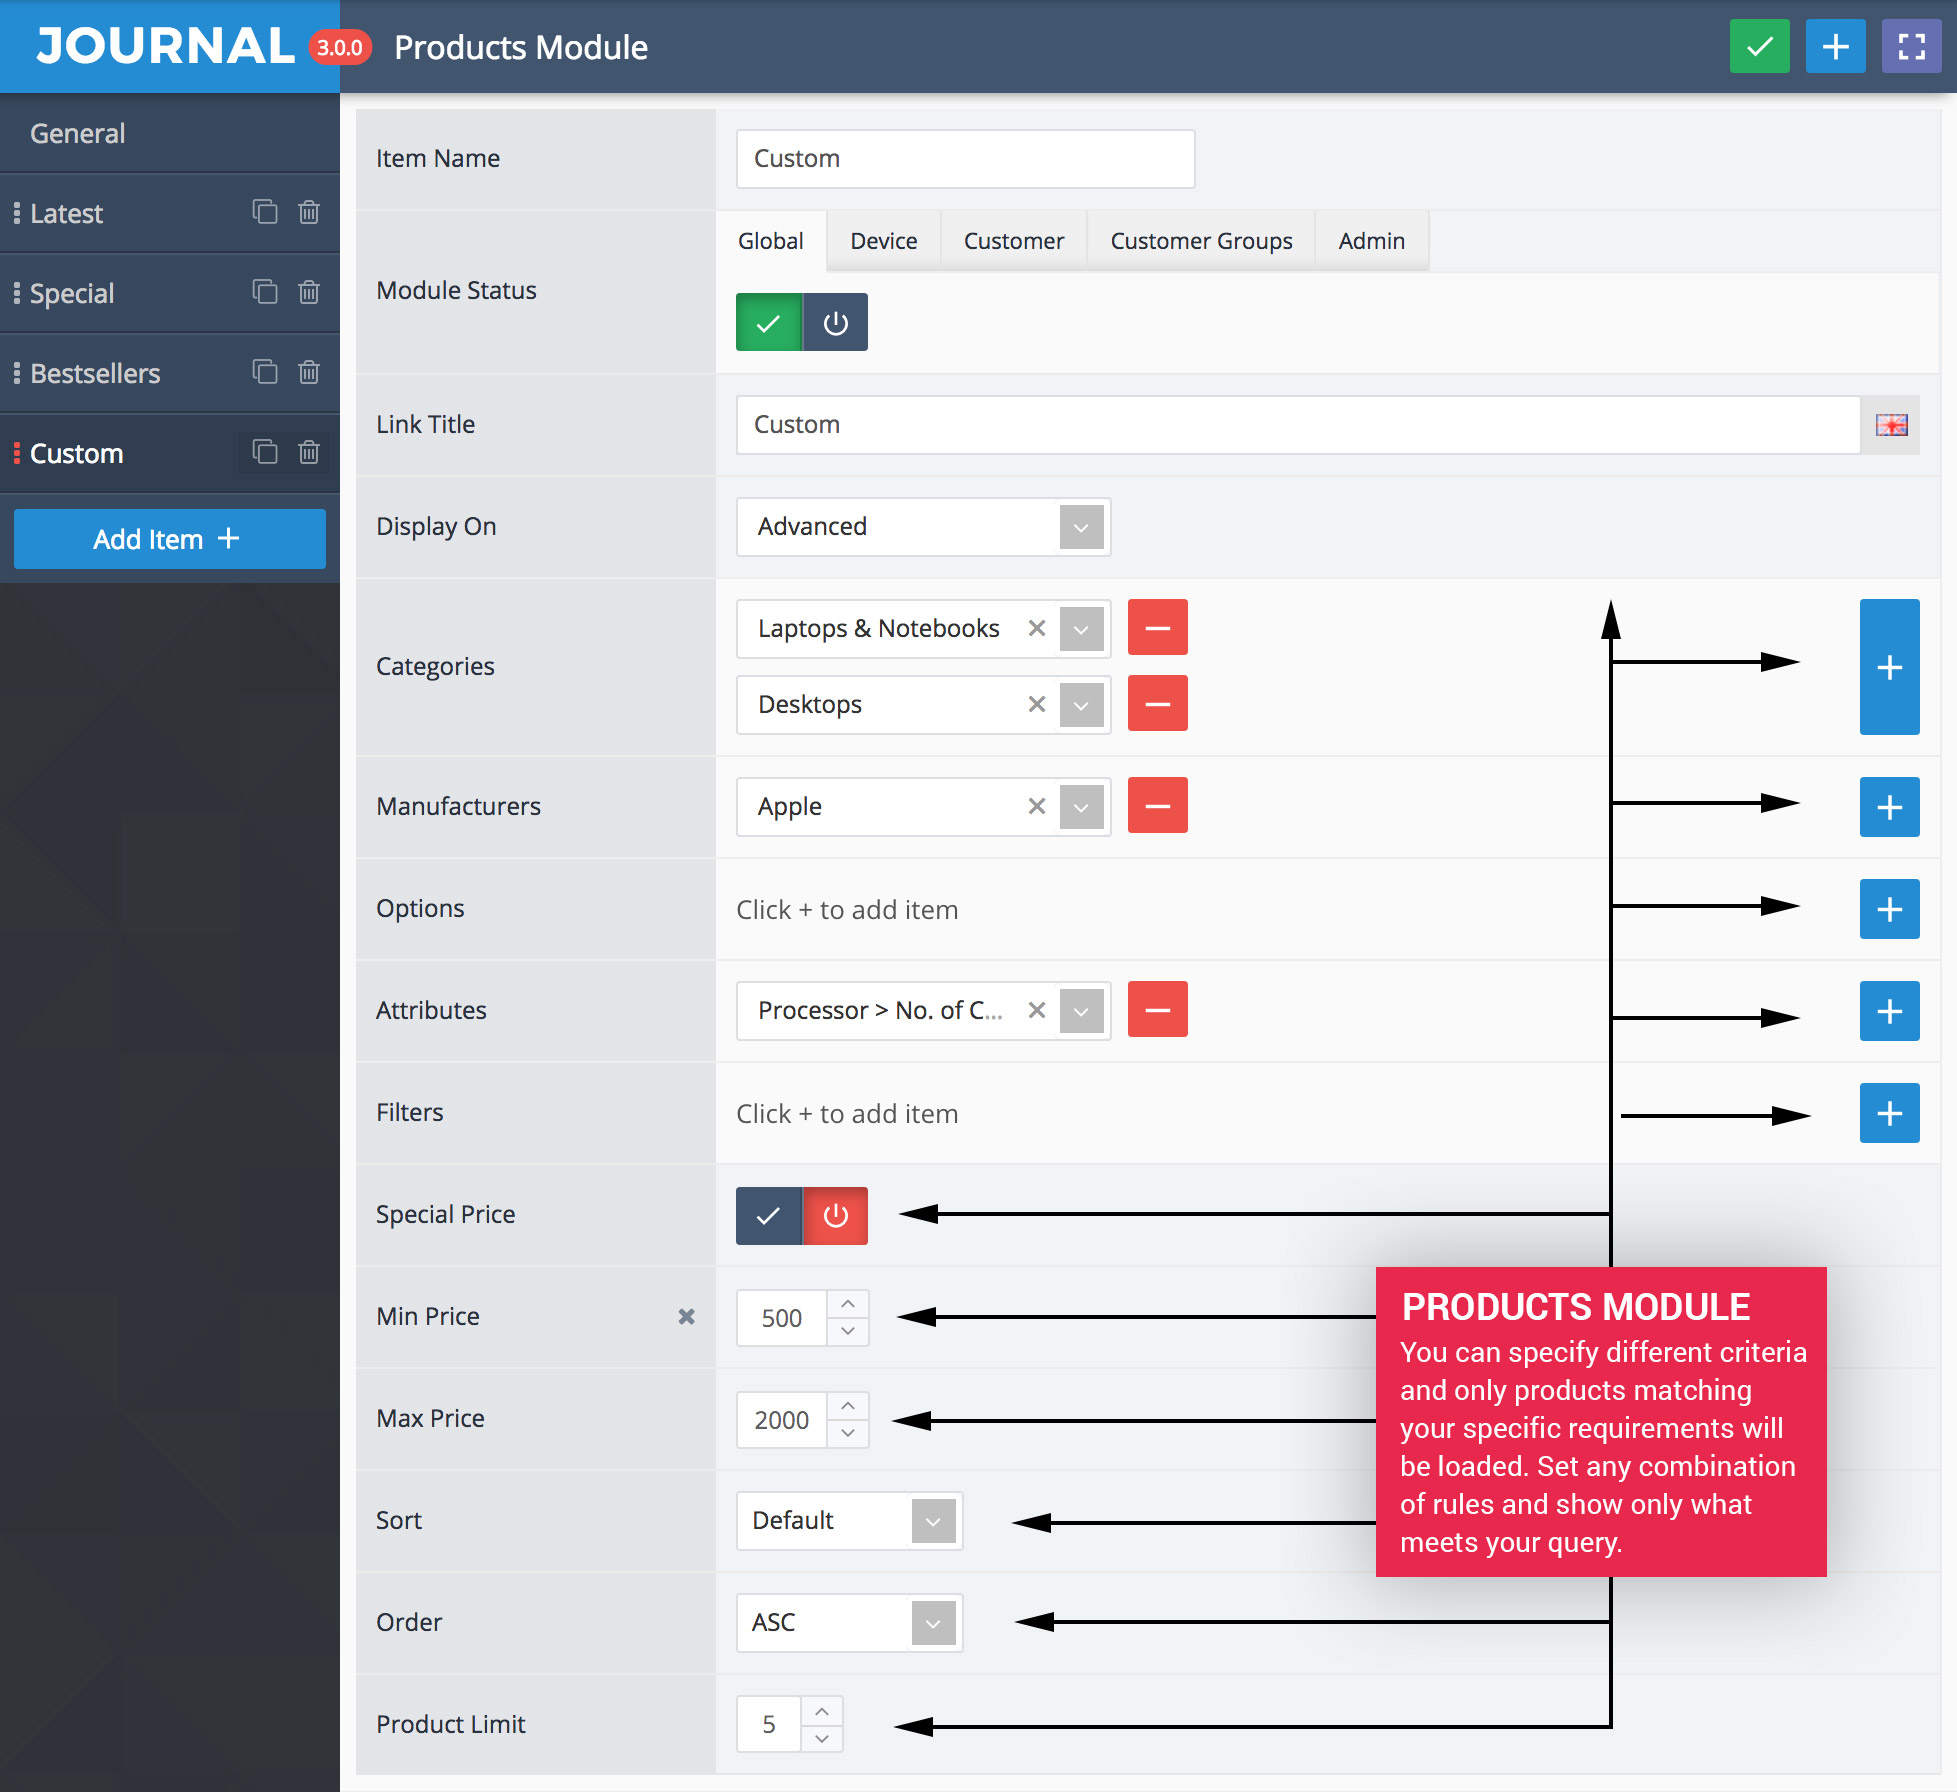 JOURNAL 3.0.0 Products Module
General
Latest
Special
Bestsellers
Custom
Add Item +
Item Name Custom
Module Status Global Device Customer Customer Groups Admin
Link Title Custom
Display On Advanced
Categories Laptops & Notebooks
Desktops
Manufacturers Apple
Options Click + to add item
Attributes Processor > No. of C...
Filters Click + to add item
Special Price
Min Price 500
Max Price 2000
Sort Default
Order ASC
Product Limit 5
PRODUCTS MODULE
You can specify different criteria
and only products matching
your specific requirements will
be loaded. Set any combination
of rules and show only what
meets your query.